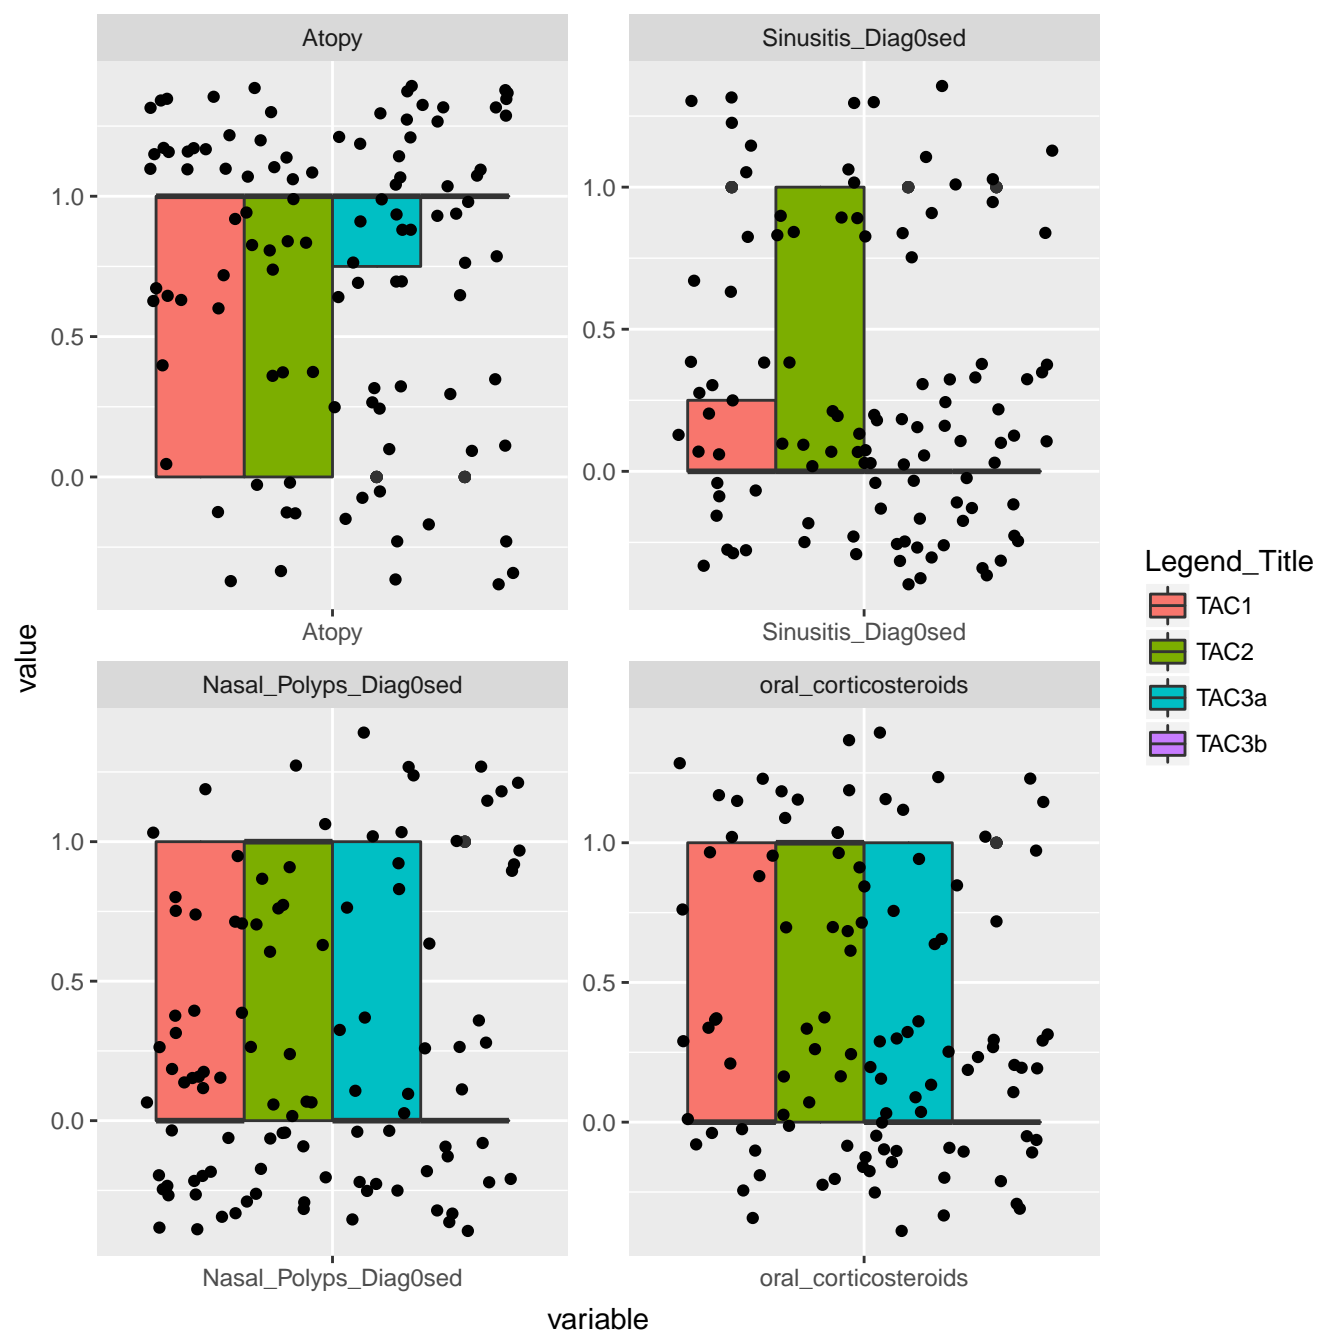 Atopy
Sinusitis_Diag0sed
1.0
0.5
0.0
1.0
0.5
0.0
Atopy
Sinusitis_Diag0sed
Nasal_Polyps_Diag0sed
oral_corticosteroids
1.0
0.5
0.0
1.0
0.5
0.0
Nasal_Polyps_Diag0sed
oral_corticosteroids
variable
value
Legend_Title
TAC1
TAC2
TAC3a
TAC3b